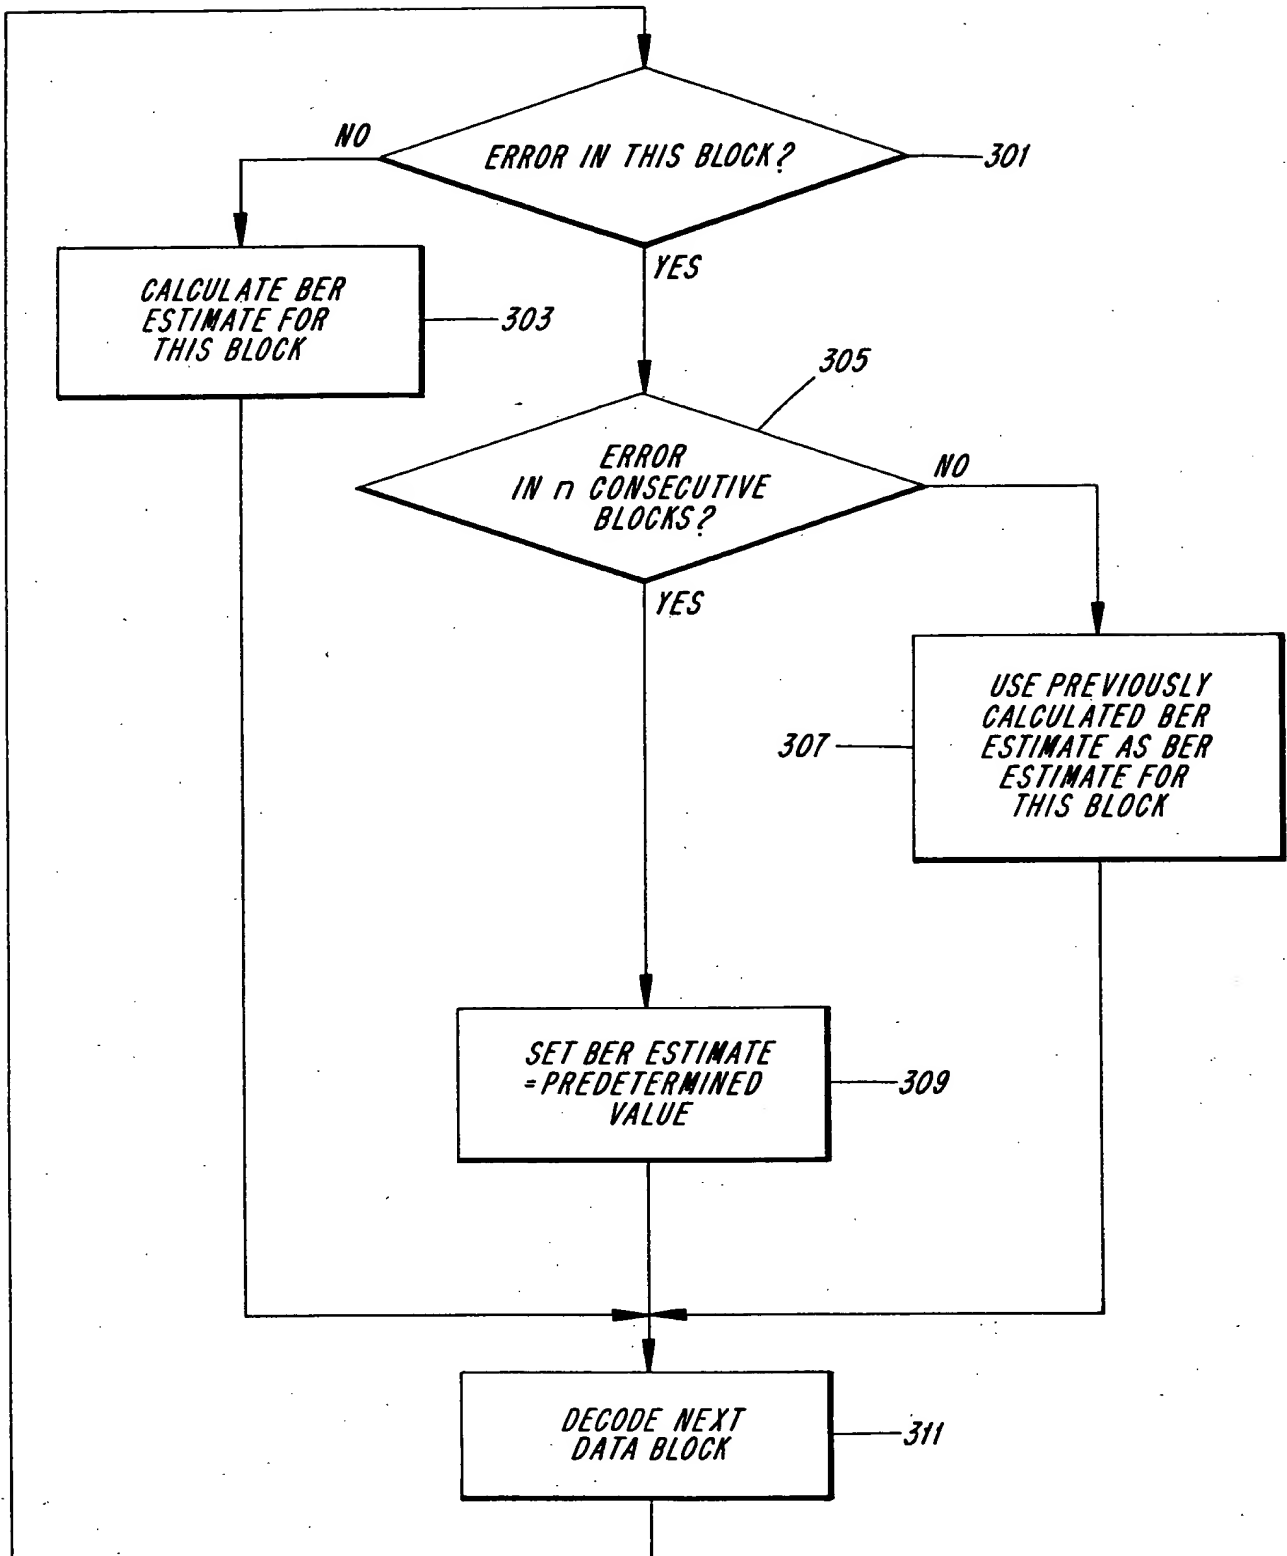 NO
ERROR IN THIS BLOCK?
301
YES
CALCULATE BER
ESTIMATE FOR
THIS BLOCK
303
305
ERROR
IN n CONSECUTIVE
BLOCKS?
NO
YES
USE PREVIOUSLY
CALCULATED BER
ESTIMATE AS BER
ESTIMATE FOR
THIS BLOCK
307
SET BER ESTIMATE
=PREDETERMINED
VALUE
309
DECODE NEXT
DATA BLOCK
311